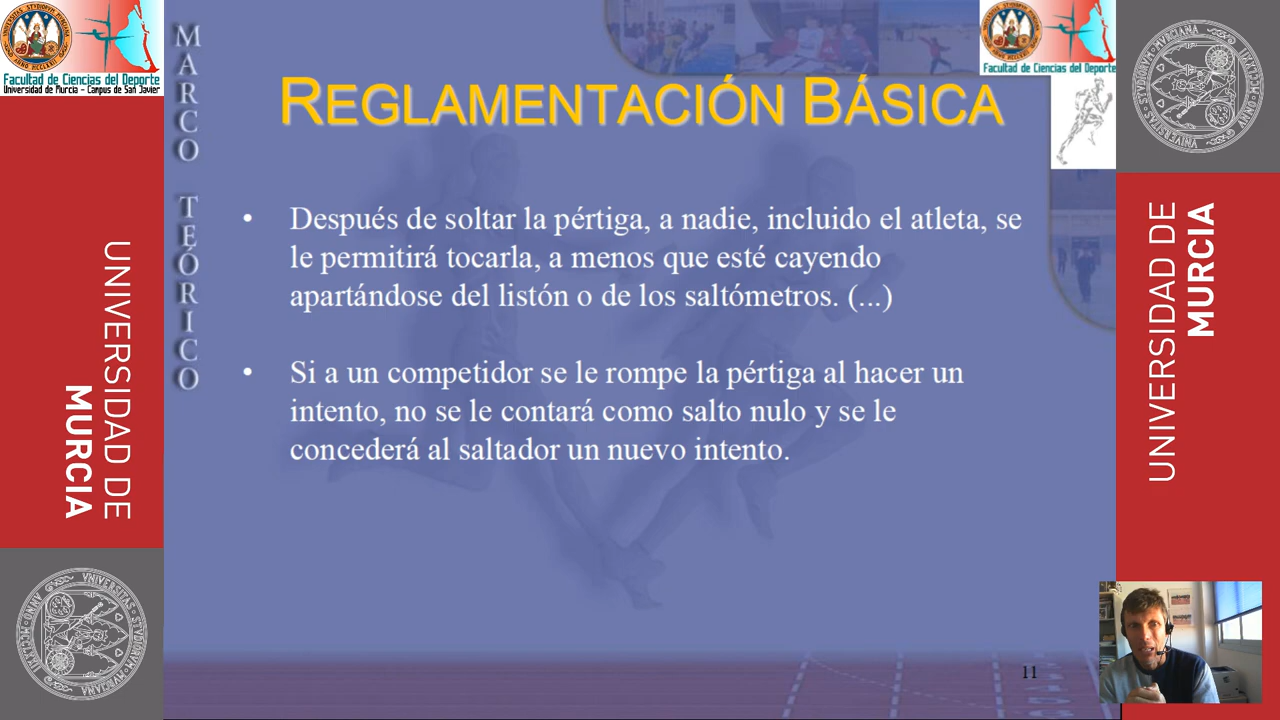 Facultad de Ciencias del Deporte
Universidad de Murcia - Campus de San Javier
Facultad de Ciencias del Deporte
MARCO TEÓRICO
REGLAMENTACIÓN BÁSICA
• Después de soltar la pértiga, a nadie, incluido el atleta, se
le permitirá tocarla, a menos que esté cayendo
apartándose del listón o de los saltómetros. (...)
• Si a un competidor se le rompe la pértiga al hacer un
intento, no se le contará como salto nulo y se le
concederá al saltador un nuevo intento.
11
UNIVERSIDAD DE
MURCIA
UNIVERSIDAD DE
MURCIA